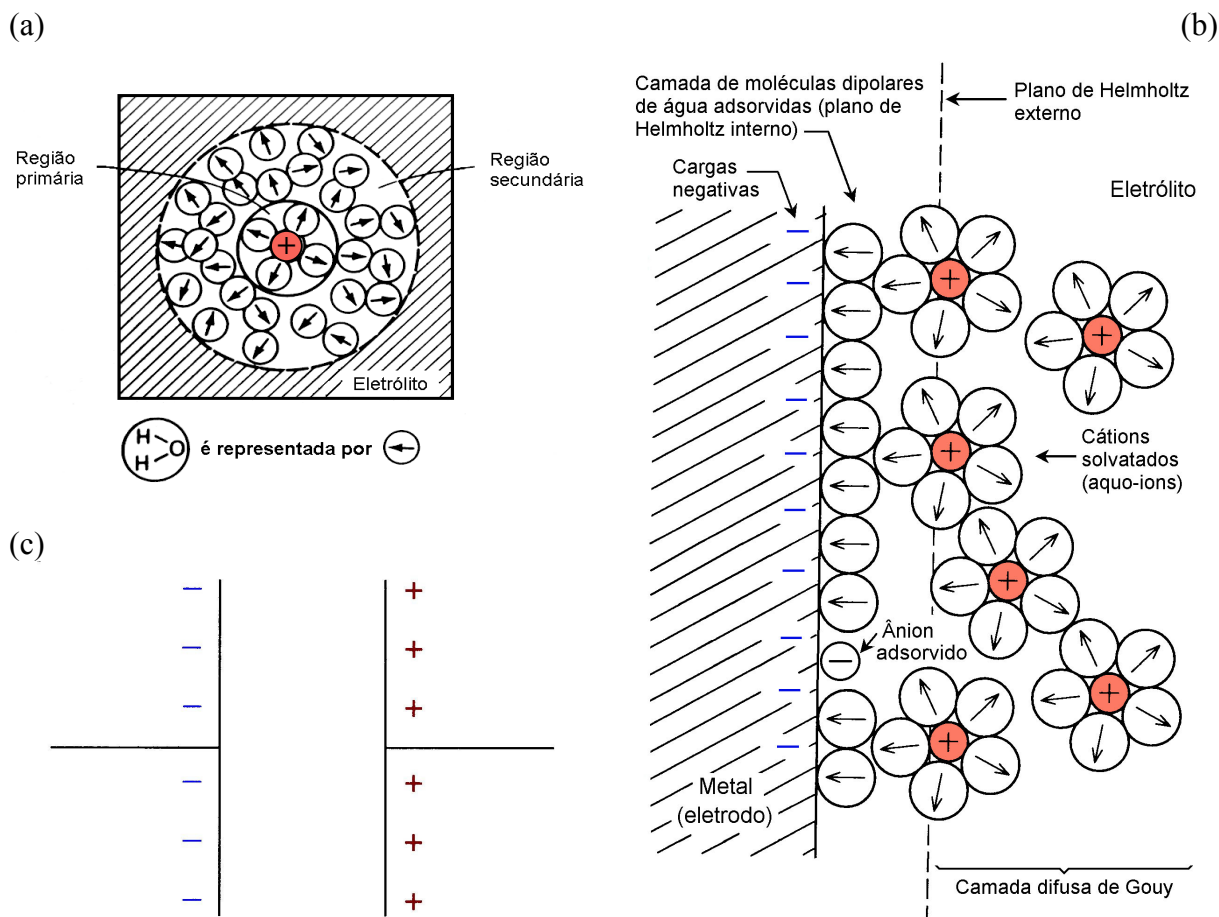 (a)
Região
primária
Região
secundária
Eletrólito
H
H
O
é representada por
(b)
Camada de moléculas dipolares
de água adsorvidas (plano de
Helmholtz interno)
Plano de Helmholtz
externo
Cargas
negativas
Eletrólito
Cátions
solvatados
(aquo-ions)
Ânion
adsorvido
Metal
(eletrodo)
Camada difusa de Gouy
(c)